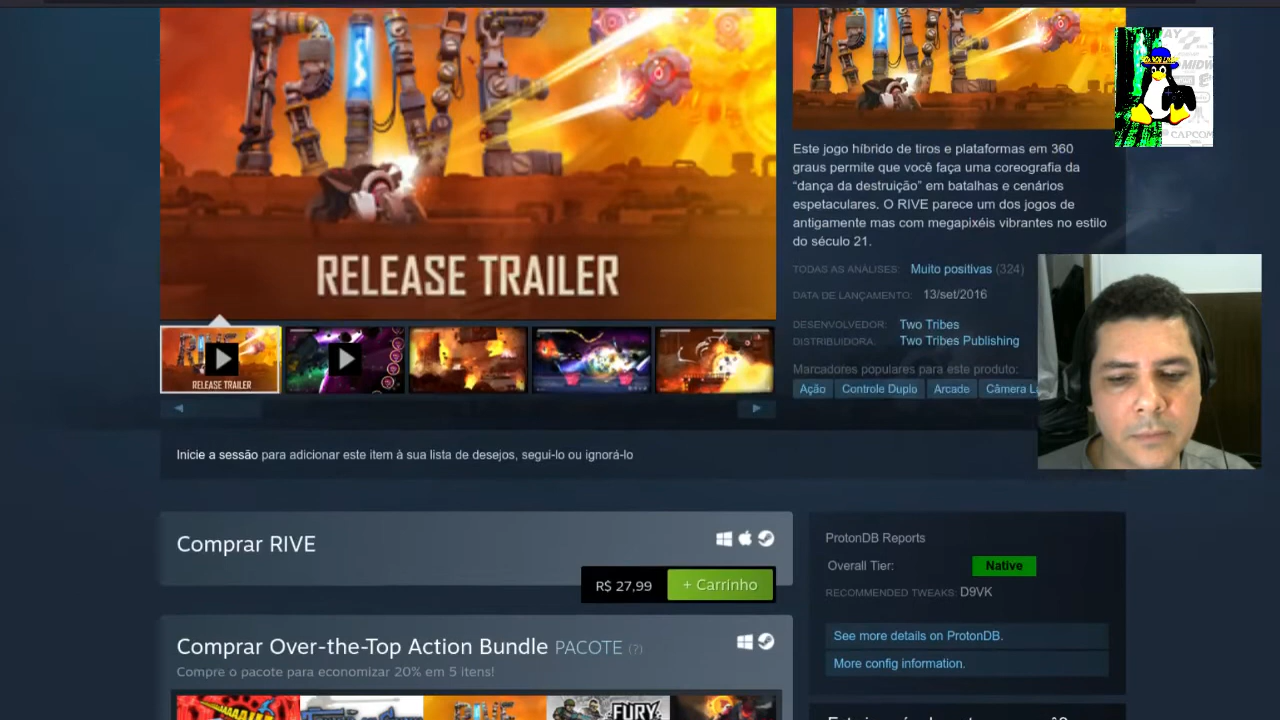 RIVE
RELEASE TRAILER
RELEASE TRAILER
Este jogo híbrido de tiros e plataformas em 360
graus permite que você faça uma coreografia da
“dança da destruição” em batalhas e cenários
espetaculares. O RIVE parece um dos jogos de
antigamente mas com megapixéis vibrantes no estilo
do século 21.
TODAS AS ANÁLISES: Muito positivas (324)
DATA DE LANÇAMENTO: 13/set/2016
DESENVOLVEDOR: Two Tribes
DISTRIBUIDORA: Two Tribes Publishing
Marcadores populares para este produto:
Ação Controle Duplo Arcade Câmera
MIDW
CAPCOM
Inicie a sessão para adicionar este item à sua lista de desejos, segui-lo ou ignorá-lo
Comprar RIVE
R$ 27,99 + Carrinho
Comprar Over-the-Top Action Bundle PACOTE (?)
Compre o pacote para economizar 20% em 5 itens!
RIVE
FURY
ProtonDB Reports
Overall Tier: Native
RECOMMENDED TWEAKS: D9VK
See more details on ProtonDB.
More config information.